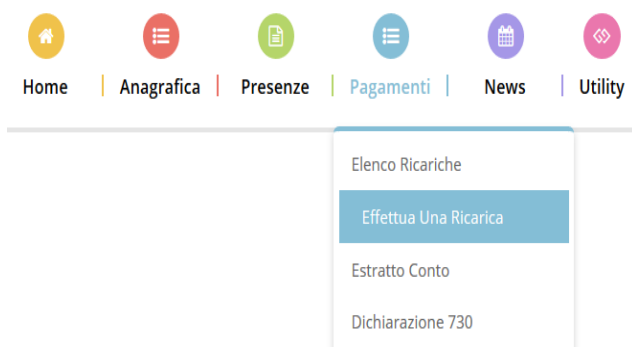 Home Anagrafica Presenze Pagamenti News Utility
Elenco Ricariche
Effettua Una Ricarica
Estratto Conto
Dichiarazione 730